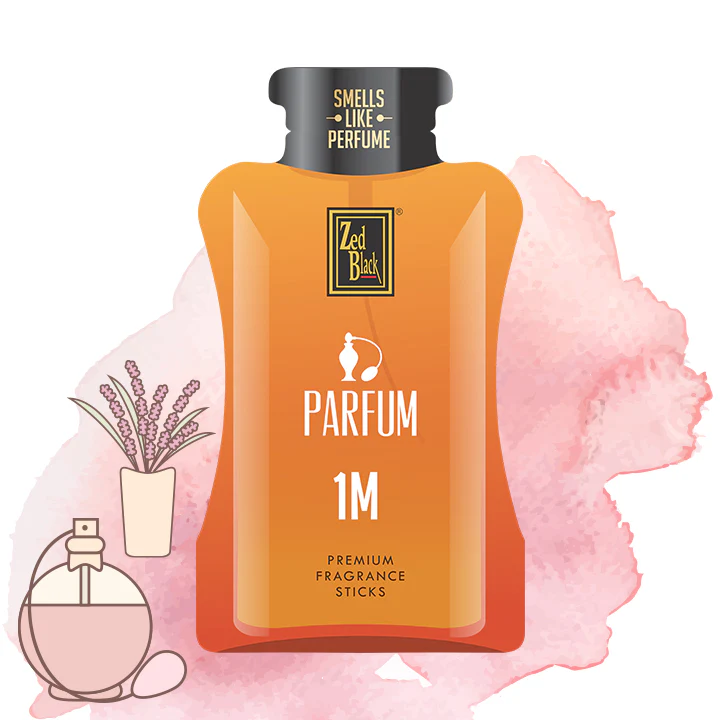 SMELLS
LIKE
PERFUME
Zed
Black
®
PARFUM
1M
PREMIUM
FRAGRANCE
STICKS